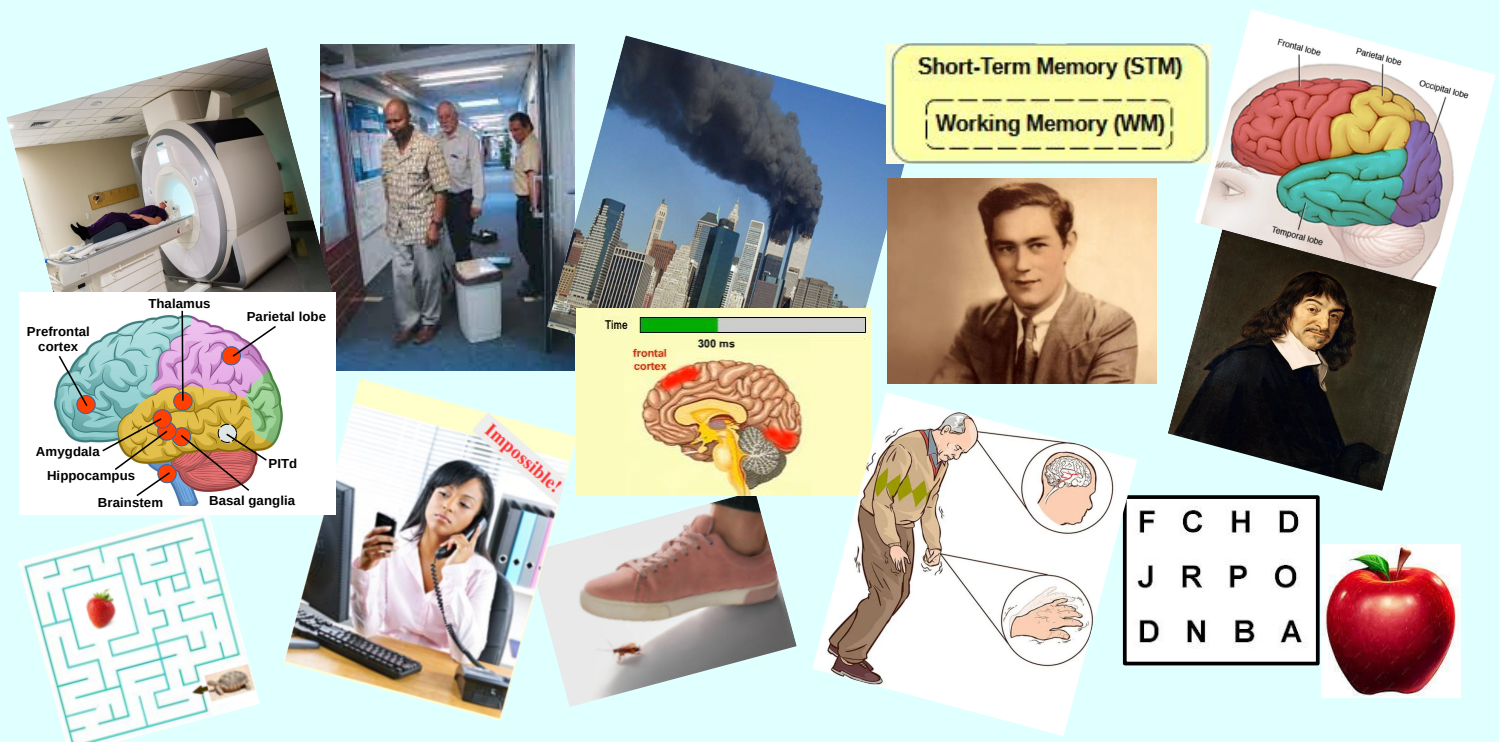 Short-Term Memory (STM)
Working Memory (WM)
Frontal lobe
Parietal lobe
Occipital lobe
Temporal lobe
Thalamus
Parietal lobe
Prefrontal
cortex
Amygdala
Hippocampus
Brainstem
Basal ganglia
PITd
Time
300 ms
frontal
cortex
Impossible!
F C H D
J R P O
D N B A